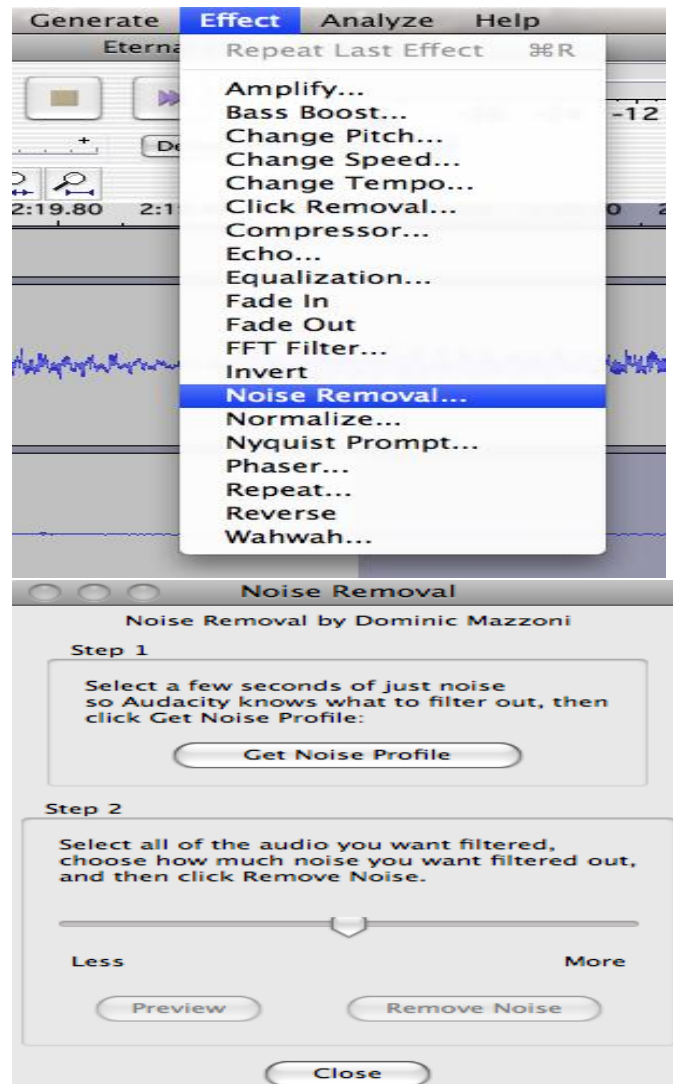 Generate Effect Analyze Help
Eterna
Repeat Last Effect ⌘R
Amplify...
Bass Boost...
-12
Change Pitch...
Change Speed...
Change Tempo...
Click Removal...
2:19.80 2:1
Compressor...
Echo...
Equalization...
Fade In
Fade Out
FFT Filter...
Invert
Noise Removal...
Normalize...
Nyquist Prompt...
Phaser...
Repeat...
Reverse
Wahwah...
Noise Removal
Noise Removal by Dominic Mazzoni
Step 1
Select a few seconds of just noise
so Audacity knows what to filter out, then
click Get Noise Profile:
Get Noise Profile
Step 2
Select all of the audio you want filtered,
choose how much noise you want filtered out,
and then click Remove Noise.
Less More
Preview Remove Noise
Close